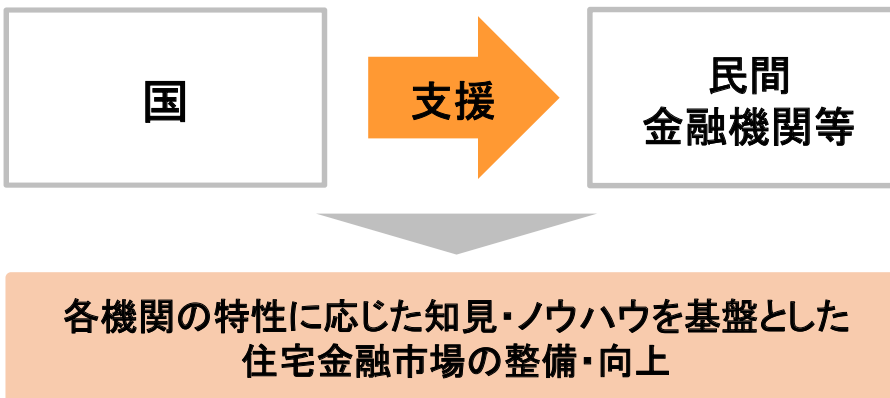 国
支援
民間
金融機関等
各機関の特性に応じた知見・ノウハウを基盤とした
住宅金融市場の整備・向上